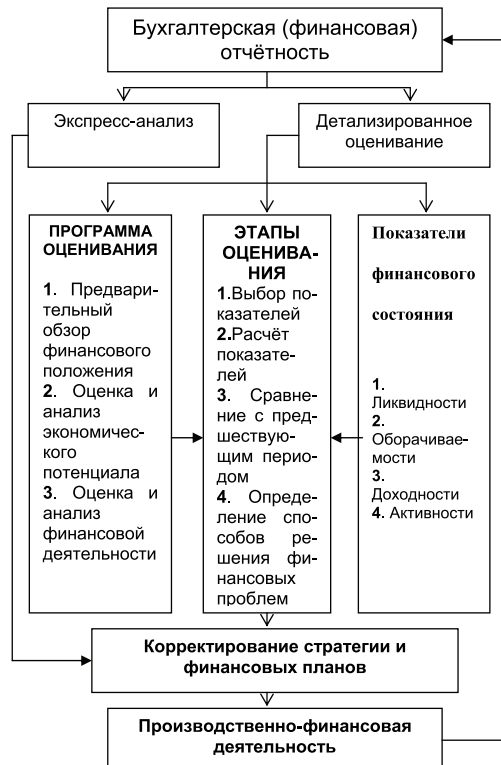 Бухгалтерская (финансовая)
отчётность
Экспресс-анализ
Детализированное
оценивание
ПРОГРАММА
ОЦЕНИВАНИЯ
1. Предвари-
тельный
обзор
финансового
положения
2. Оценка и
анализ
экономичес-
кого
потенциала
3. Оценка и
анализ
финансовой
деятельности
ЭТАПЫ
ОЦЕНИВА-
НИЯ
1.Выбор по-
казателей
2.Расчёт
показате-
лей
3. Сравне-
ние с пред-
шествую-
щим перио-
дом
4. Опреде-
ление спо-
собов ре-
шения фи-
нансовых
проблем
Показатели
финансового
состояния
1.
Ликвидности
2.
Оборачивае-
мости
3.
Доходности
4. Активности
Корректирование стратегии и
финансовых планов
Производственно-финансовая
деятельность